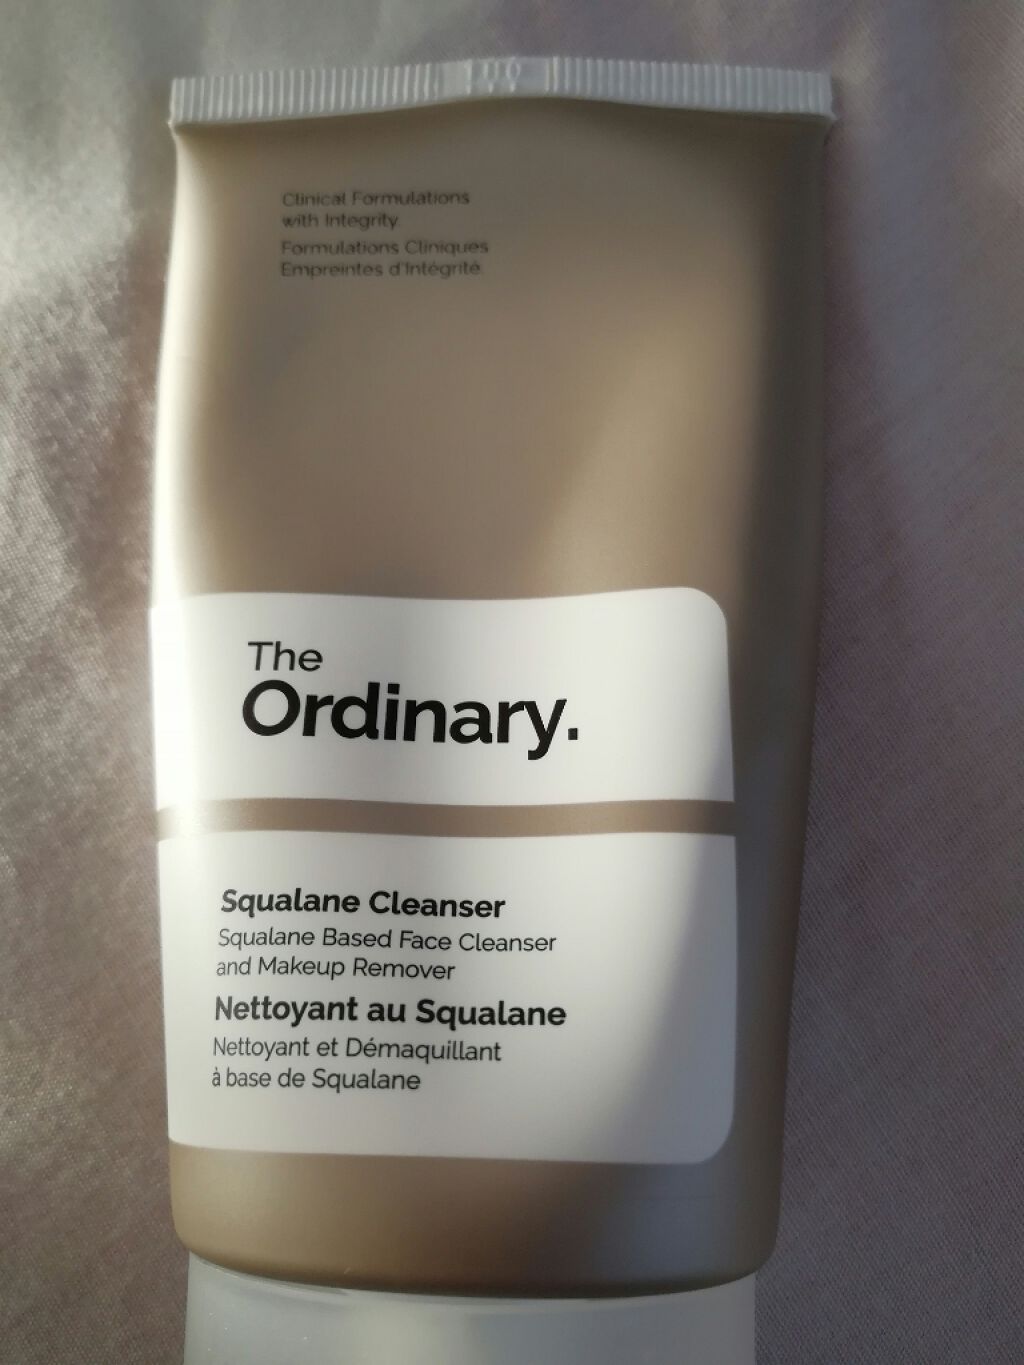 Clinical Formulations
with Integrity.
Formulations Cliniques
Empreintes d'Intégrité.
The
Ordinary.
Squalane Cleanser
Squalane Based Face Cleanser
and Makeup Remover
Nettoyant au Squalane
Nettoyant et Démaquillant
à base de Squalane